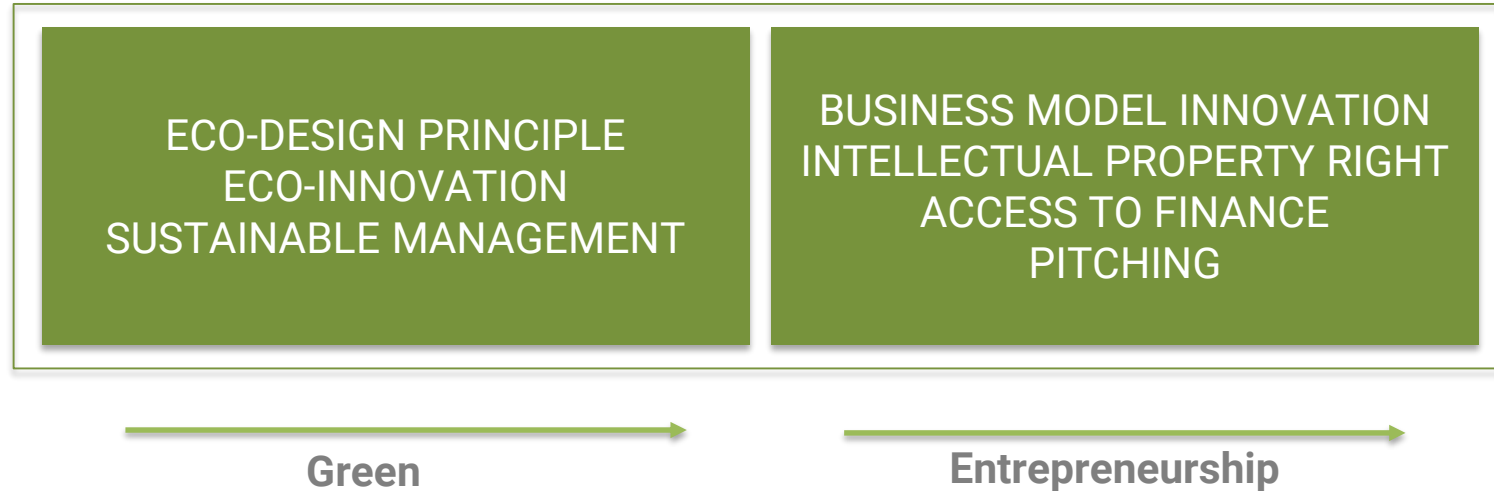 ECO-DESIGN PRINCIPLE
ECO-INNOVATION
SUSTAINABLE MANAGEMENT
BUSINESS MODEL INNOVATION
INTELLECTUAL PROPERTY RIGHT
ACCESS TO FINANCE
PITCHING
Green
Entrepreneurship